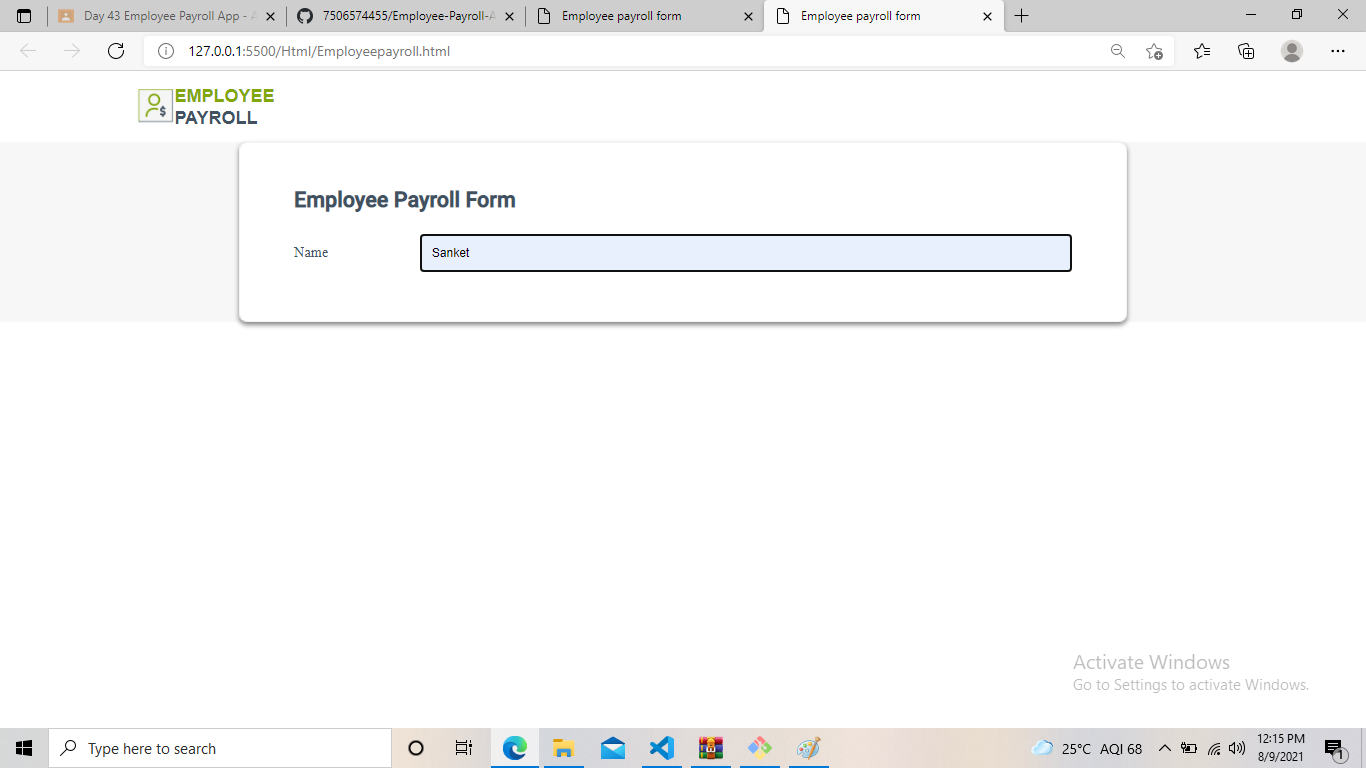 Day 43 Employee Payroll App - A
7506574455/Employee-Payroll-A
Employee payroll form
Employee payroll form
127.0.0.1:5500/Html/Employeepayroll.html
EMPLOYEE
PAYROLL
Employee Payroll Form
Name
Sanket
Activate Windows
Go to Settings to activate Windows.
Type here to search
25°C AQI 68
12:15 PM
8/9/2021
1